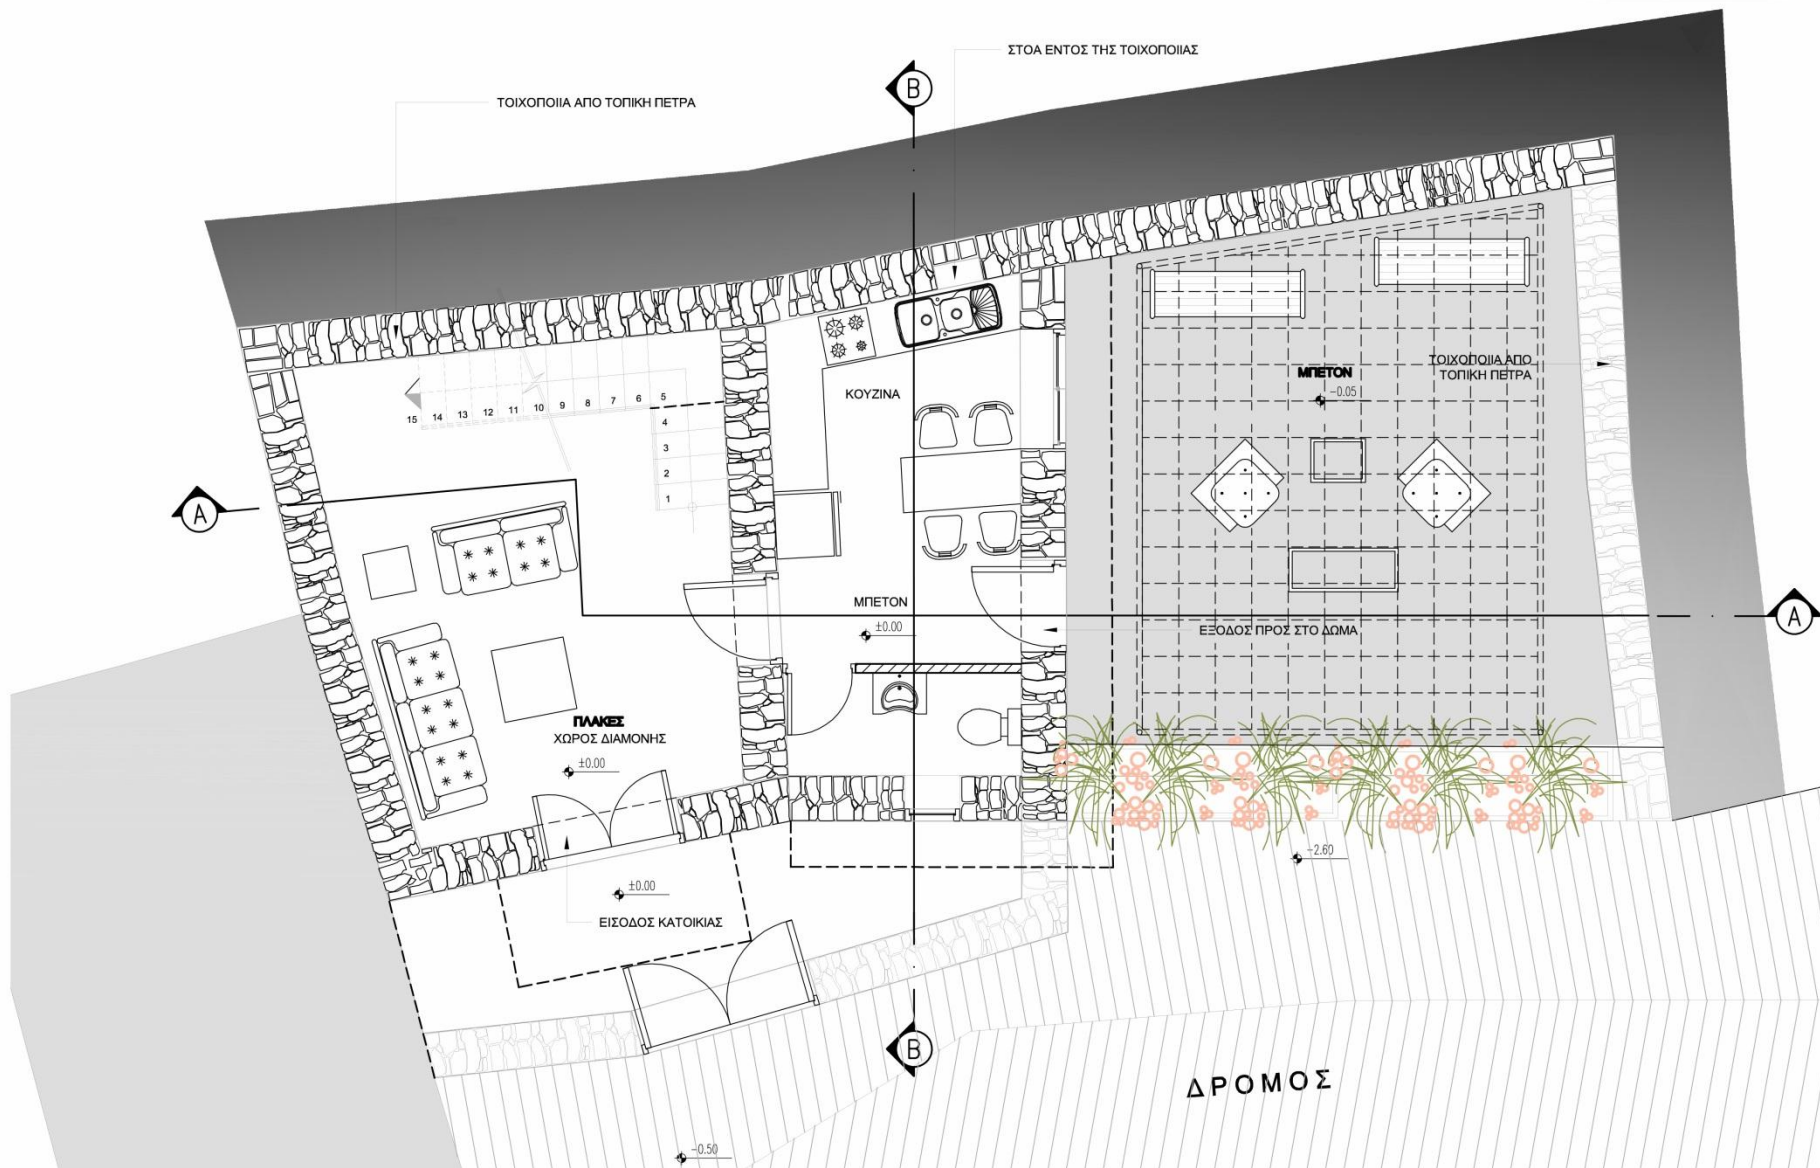 ΣΤΟΑ ΕΝΤΟΣ ΤΗΣ ΤΟΙΧΟΠΟΙΙΑΣ
B
ΤΟΙΧΟΠΟΙΙΑ ΑΠΟ ΤΟΠΙΚΗ ΠΕΤΡΑ
ΤΟΙΧΟΠΟΙΙΑ ΑΠΟ
ΤΟΠΙΚΗ ΠΕΤΡΑ
ΜΠΕΤΟΝ
-0.05
ΚΟΥΖΙΝΑ
15 14 13 12 11 10 9 8 7 6 5
4
3
2
1
A
ΜΠΕΤΟΝ
±0.00
ΕΞΟΔΟΣ ΠΡΟΣ ΣΤΟ ΔΩΜΑ
A
ΠΛΑΚΕΣ
ΧΩΡΟΣ ΔΙΑΜΟΝΗΣ
±0.00
-2.60
±0.00
ΕΙΣΟΔΟΣ ΚΑΤΟΙΚΙΑΣ
B
ΔΡΟΜΟΣ
-0.50